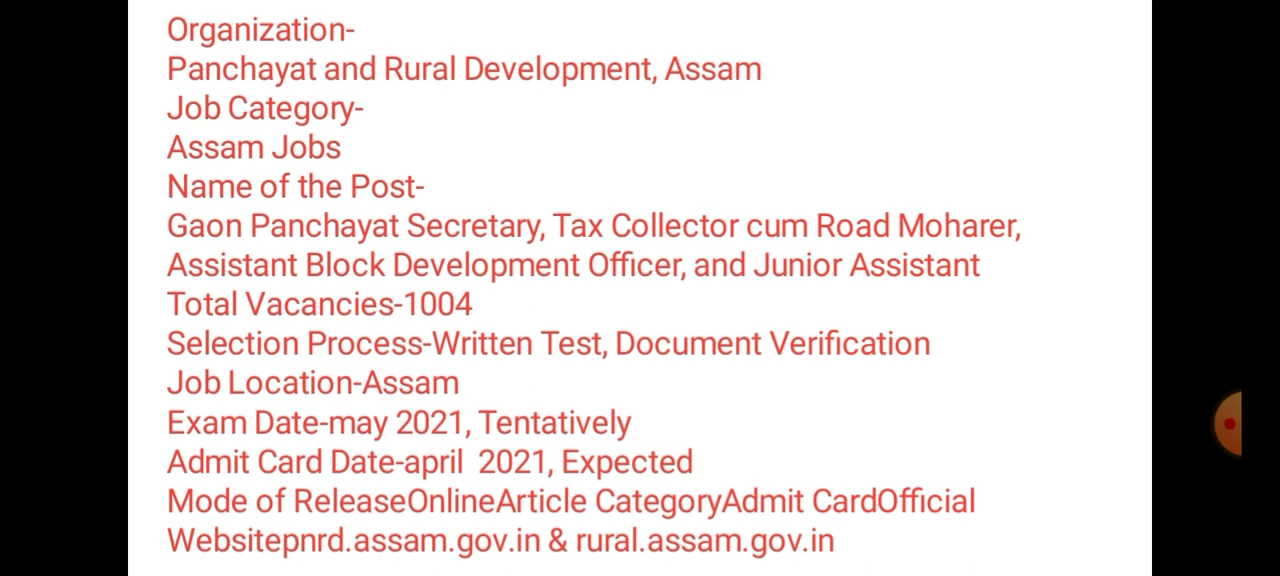 Organization-
Panchayat and Rural Development, Assam
Job Category-
Assam Jobs
Name of the Post-
Gaon Panchayat Secretary, Tax Collector cum Road Moharer,
Assistant Block Development Officer, and Junior Assistant
Total Vacancies-1004
Selection Process-Written Test, Document Verification
Job Location-Assam
Exam Date-may 2021, Tentatively
Admit Card Date-april  2021, Expected
Mode of ReleaseOnlineArticle CategoryAdmit CardOfficial
Websitepnrd.assam.gov.in & rural.assam.gov.in